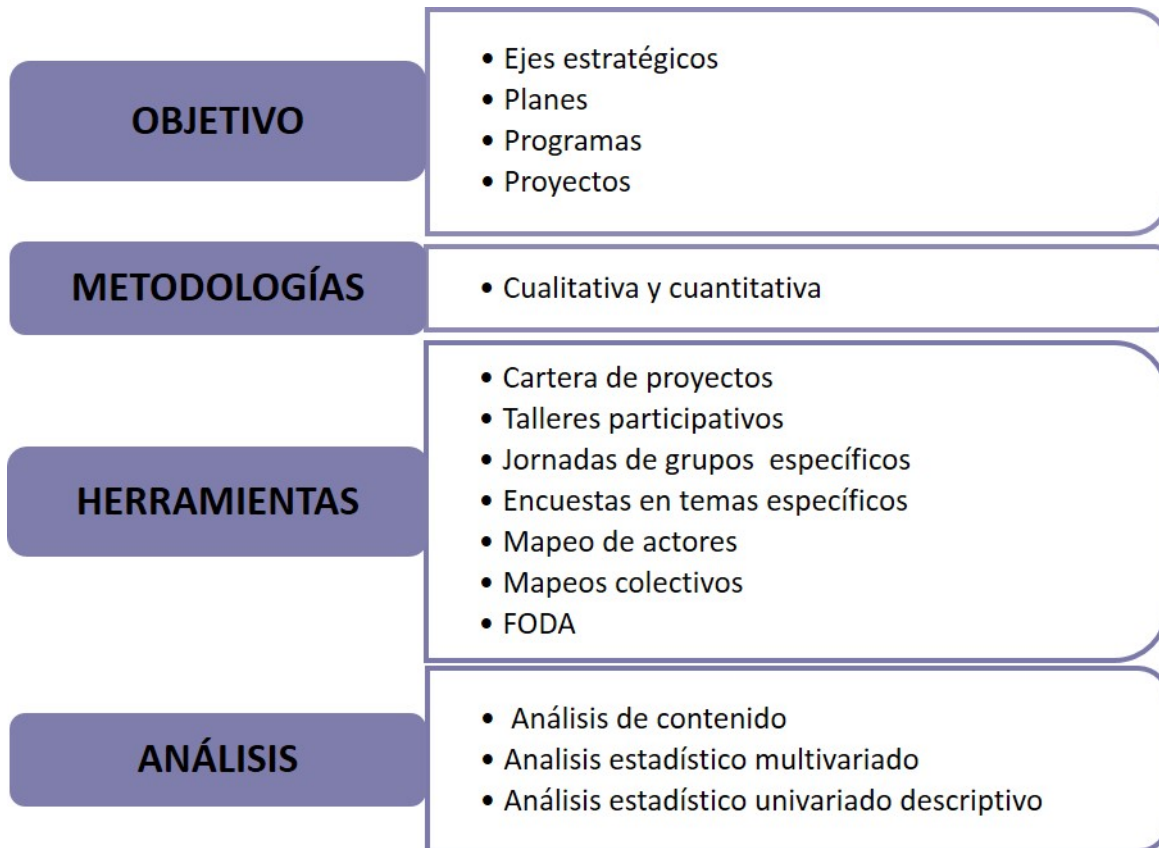 OBJETIVO
• Ejes estratégicos
• Planes
• Programas
• Proyectos
METODOLOGÍAS
• Cualitativa y cuantitativa
HERRAMIENTAS
• Cartera de proyectos
• Talleres participativos
• Jornadas de grupos específicos
• Encuestas en temas específicos
• Mapeo de actores
• Mapeos colectivos
• FODA
ANÁLISIS
• Análisis de contenido
• Analisis estadístico multivariado
• Análisis estadístico univariado descriptivo